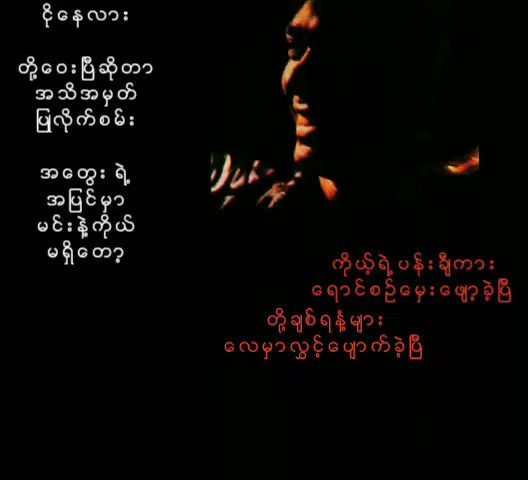 ငိုနေလား
တို့ဝေးပြီဆိုတာ
အသိအမှတ်
ပြုလိုက်စမ်း
အတွေး ရဲ့
အပြင်မှာ
မင်းနဲ့ကိုယ်
မရှိတော့
ကိုယ့်ရဲ့ပန်းချီကား
ရောင်စဉ်မှေးဖျော့ခဲ့ပြီ
တို့ချစ်ရနံ့များ
လေမှာလွှင့်ပျောက်ခဲ့ပြီ